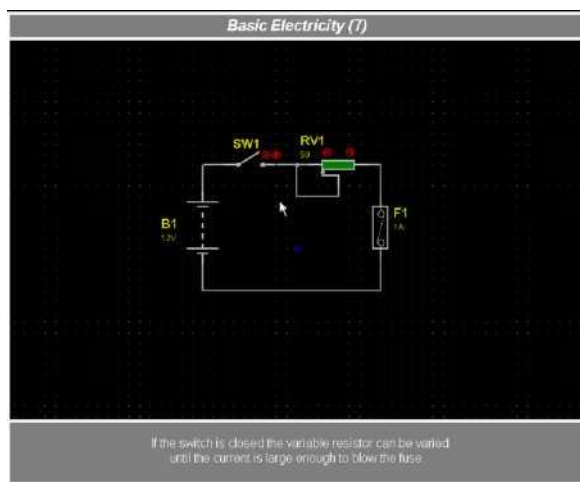 Basic Electricity (7)
SW1
RV1
50
B1
12V
F1
1A
If the switch is closed the variable resistor can be varied
until the current is large enough to blow the fuse.